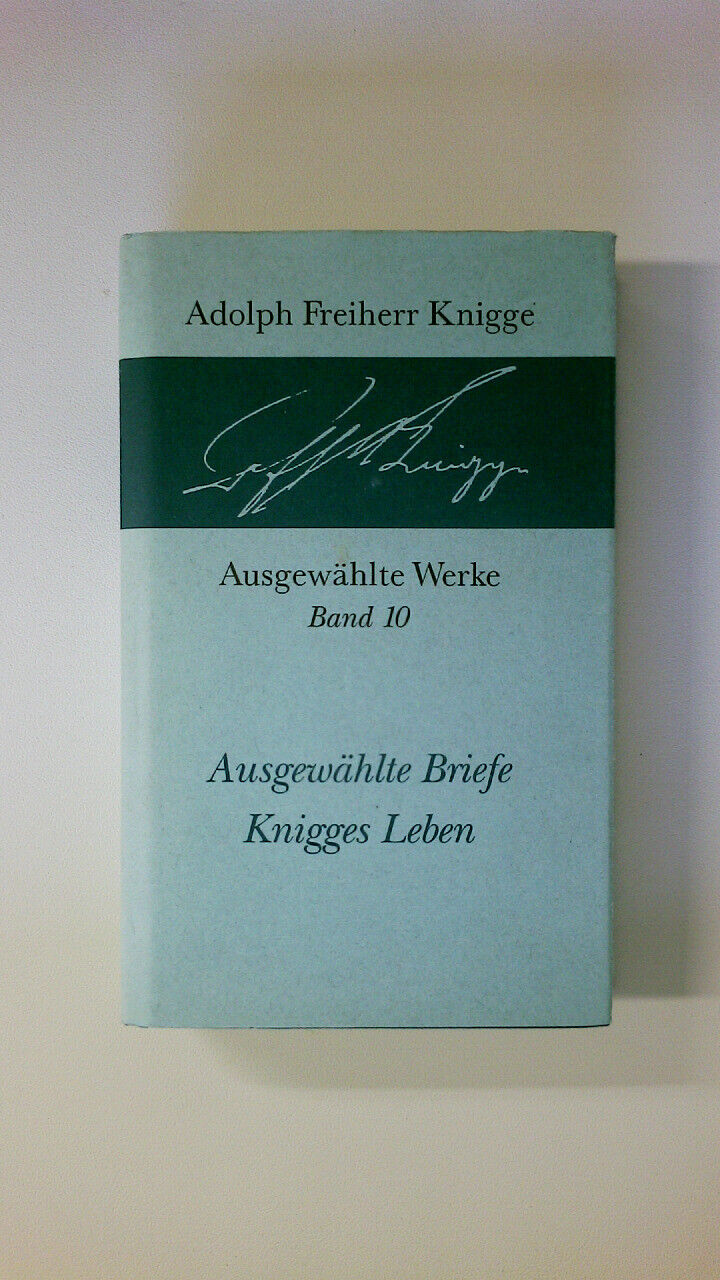 Adolph Freiherr Knigge
Ausgewählte Werke
Band 10
Ausgewählte Briefe
Knigges Leben